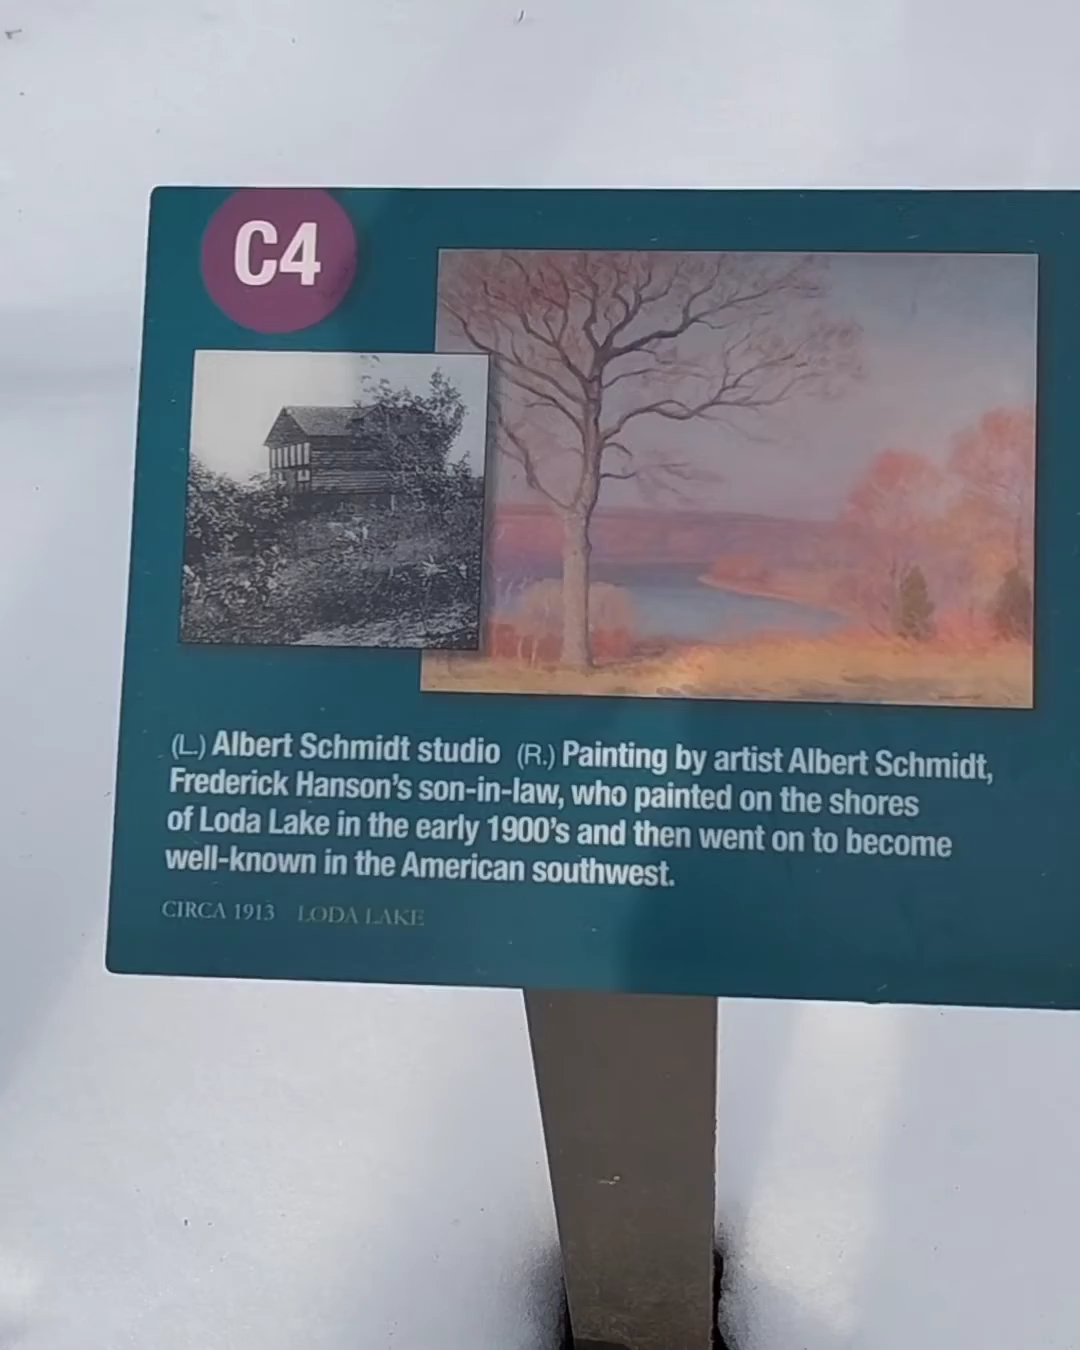 C4
(L.) Albert Schmidt studio (R.) Painting by artist Albert Schmidt,
Frederick Hanson's son-in-law, who painted on the shores
of Loda Lake in the early 1900's and then went on to become
well-known in the American southwest.
CIRCA 1913 LODA LAKE